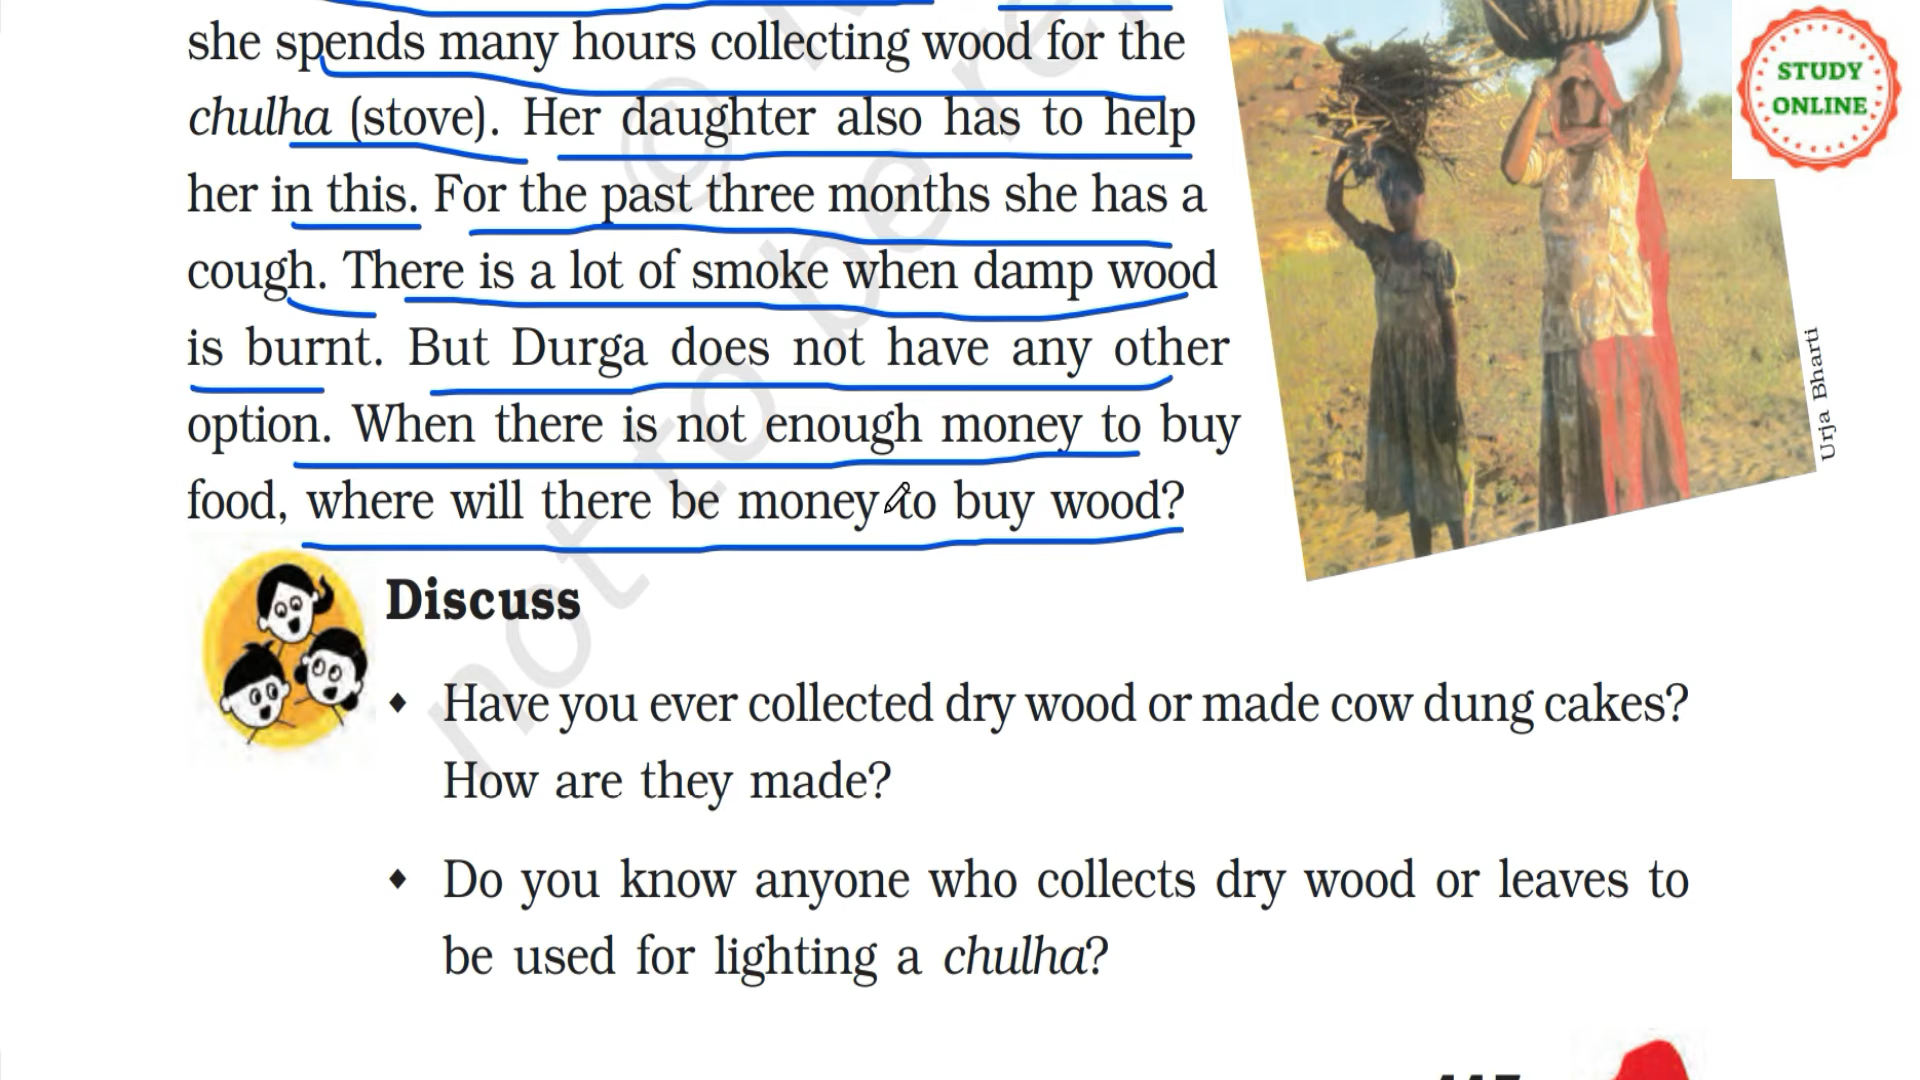 she spends many hours collecting wood for the
chulha (stove). Her daughter also has to help
her in this. For the past three months she has a
cough. There is a lot of smoke when damp wood
is burnt. But Durga does not have any other
option. When there is not enough money to buy
food, where will there be money to buy wood?
Urja Bharti
STUDY
ONLINE
Discuss
♦ Have you ever collected dry wood or made cow dung cakes?
How are they made?
♦ Do you know anyone who collects dry wood or leaves to
be used for lighting a chulha?
not to be re